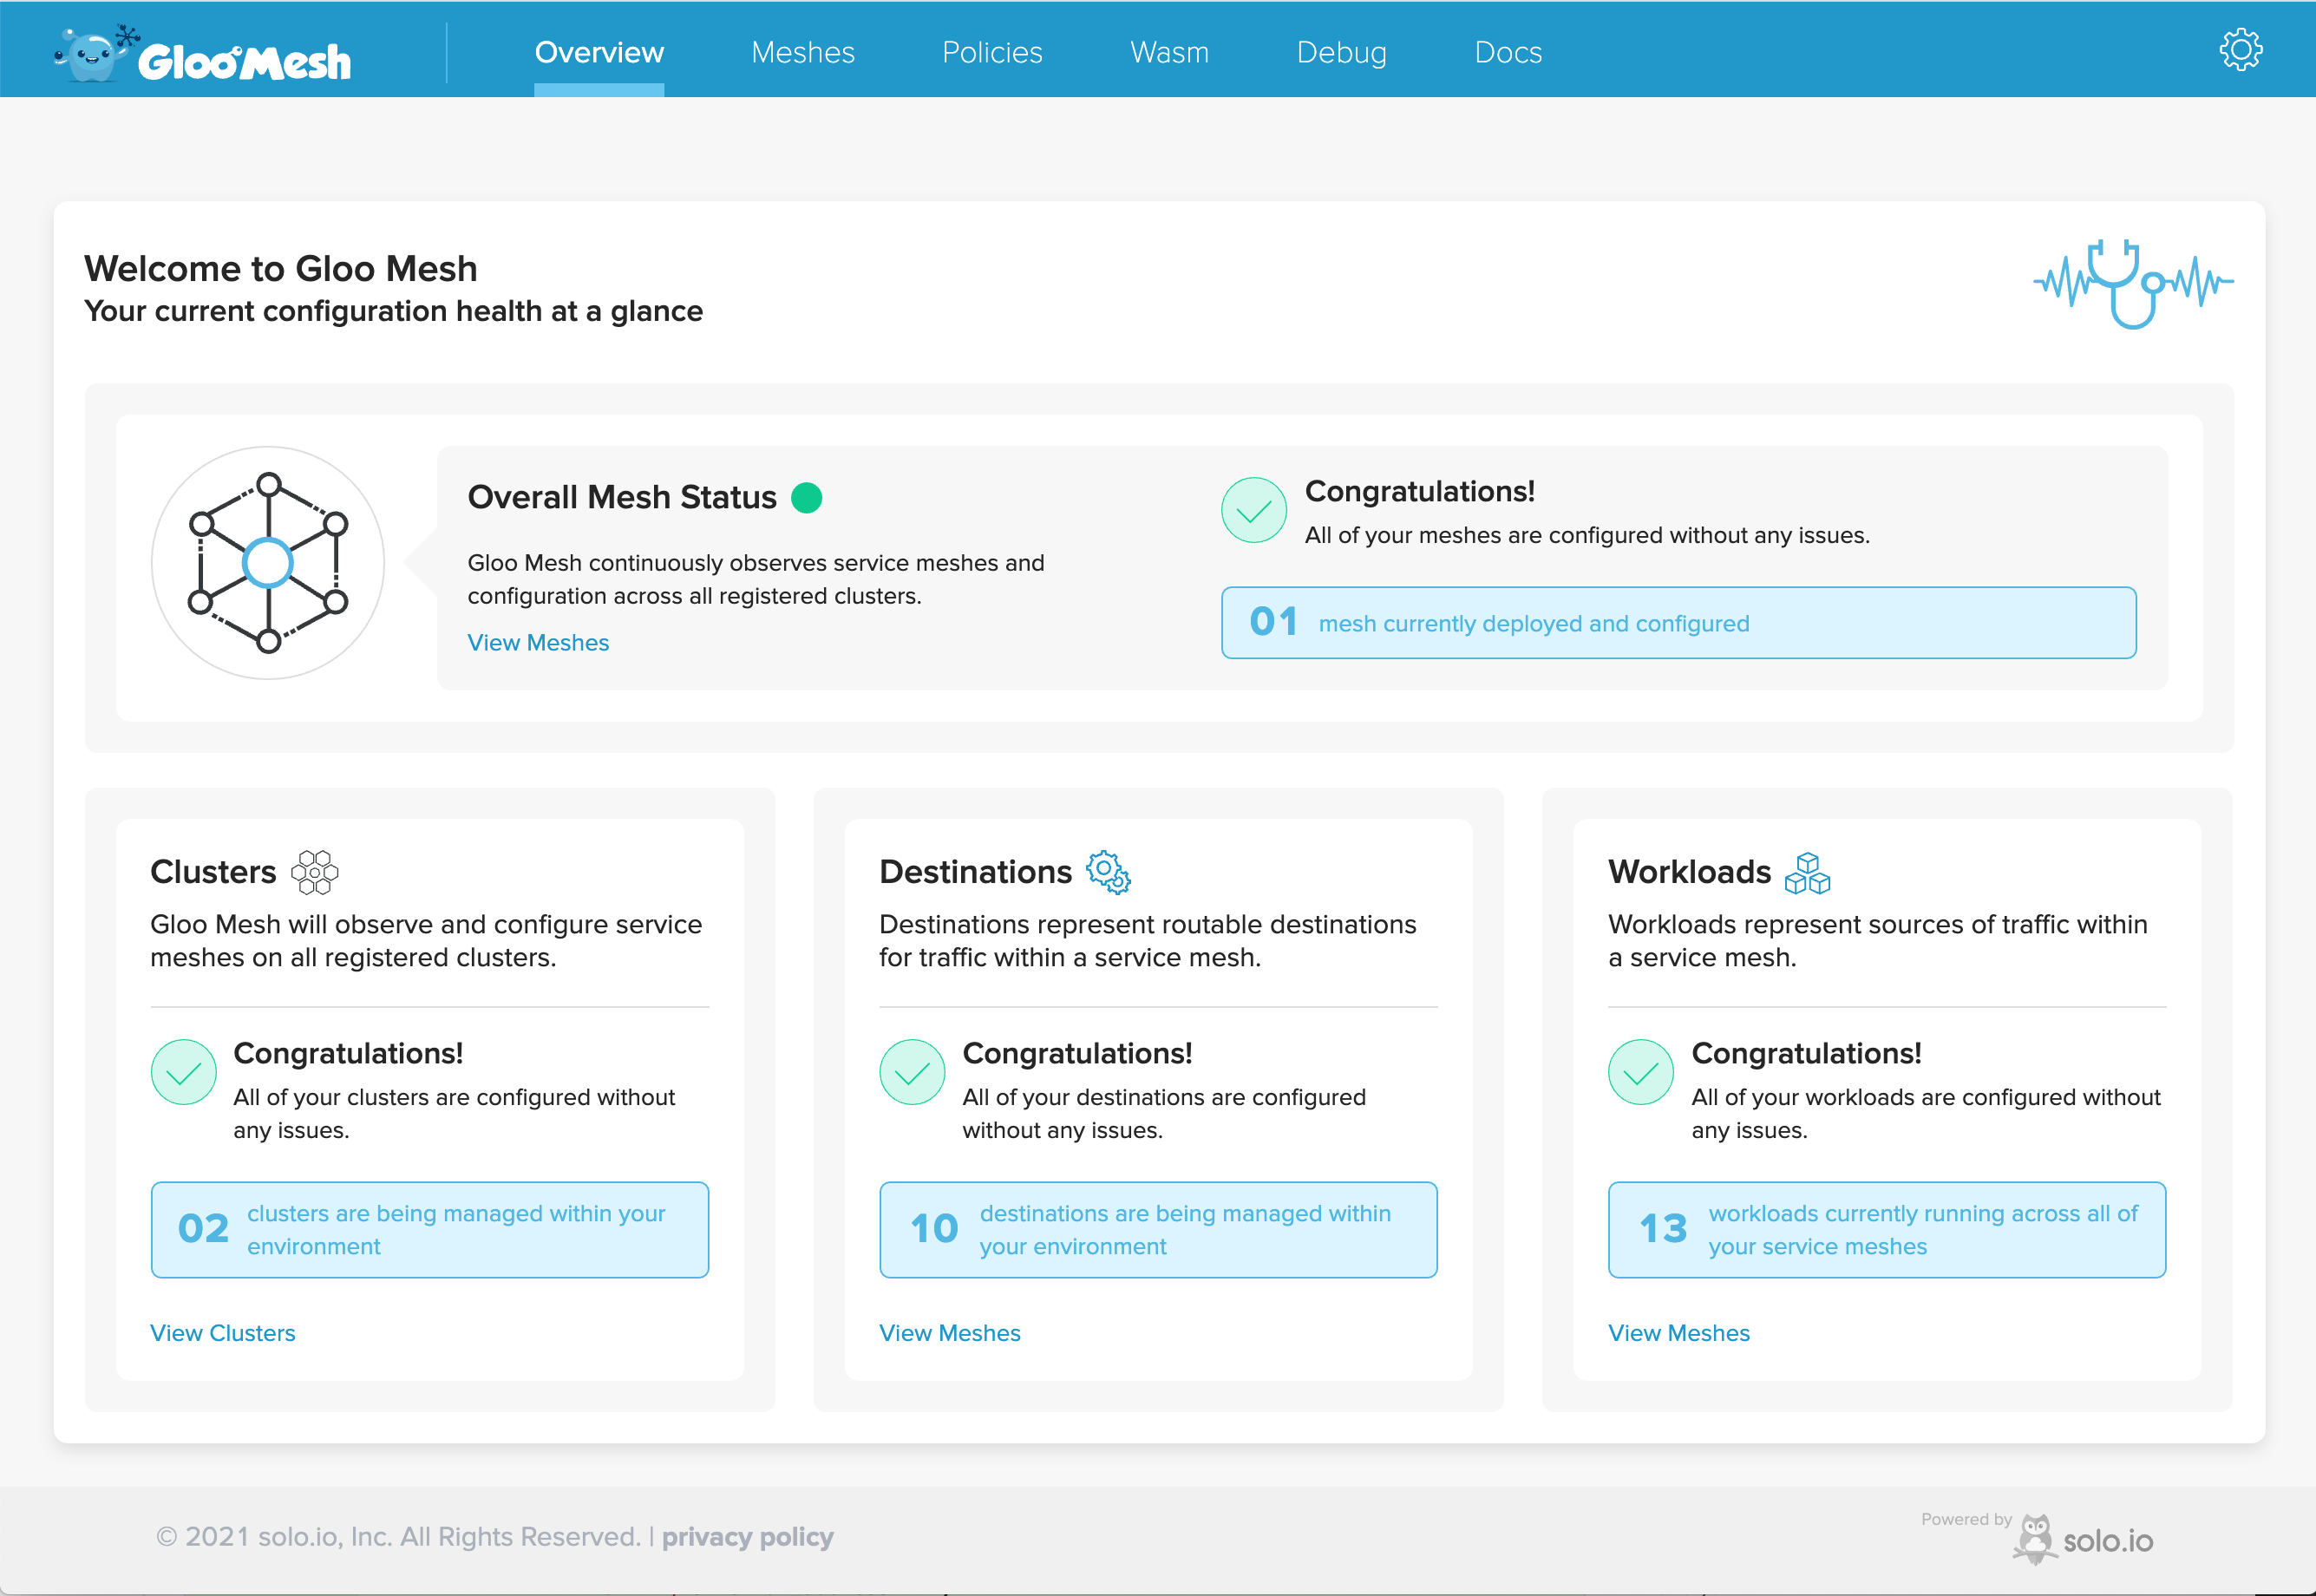 Gloo Mesh
Overview
Meshes
Policies
Wasm
Debug
Docs
Welcome to Gloo Mesh
Your current configuration health at a glance
Overall Mesh Status
Gloo Mesh continuously observes service meshes and
configuration across all registered clusters.
View Meshes
Congratulations!
All of your meshes are configured without any issues.
01 mesh currently deployed and configured
Clusters
Gloo Mesh will observe and configure service
meshes on all registered clusters.
Congratulations!
All of your clusters are configured without
any issues.
02 clusters are being managed within your
environment
View Clusters
Destinations
Destinations represent routable destinations
for traffic within a service mesh.
Congratulations!
All of your destinations are configured
without any issues.
10 destinations are being managed within
your environment
View Meshes
Workloads
Workloads represent sources of traffic within
a service mesh.
Congratulations!
All of your workloads are configured without
any issues.
13 workloads currently running across all of
your service meshes
View Meshes
© 2021 solo.io, Inc. All Rights Reserved. | privacy policy
Powered by
solo.io